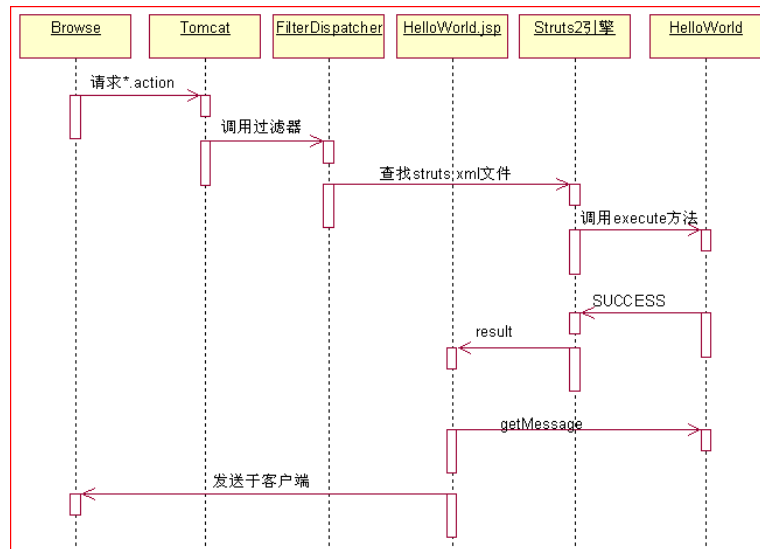 Browse
Tomcat
FilterDispatcher
HelloWorld.jsp
Struts2引擎
HelloWorld
请求*.action
调用过滤器
查找struts;xml文件
调用execute方法
SUCCESS
result
getMessage
发送于客户端